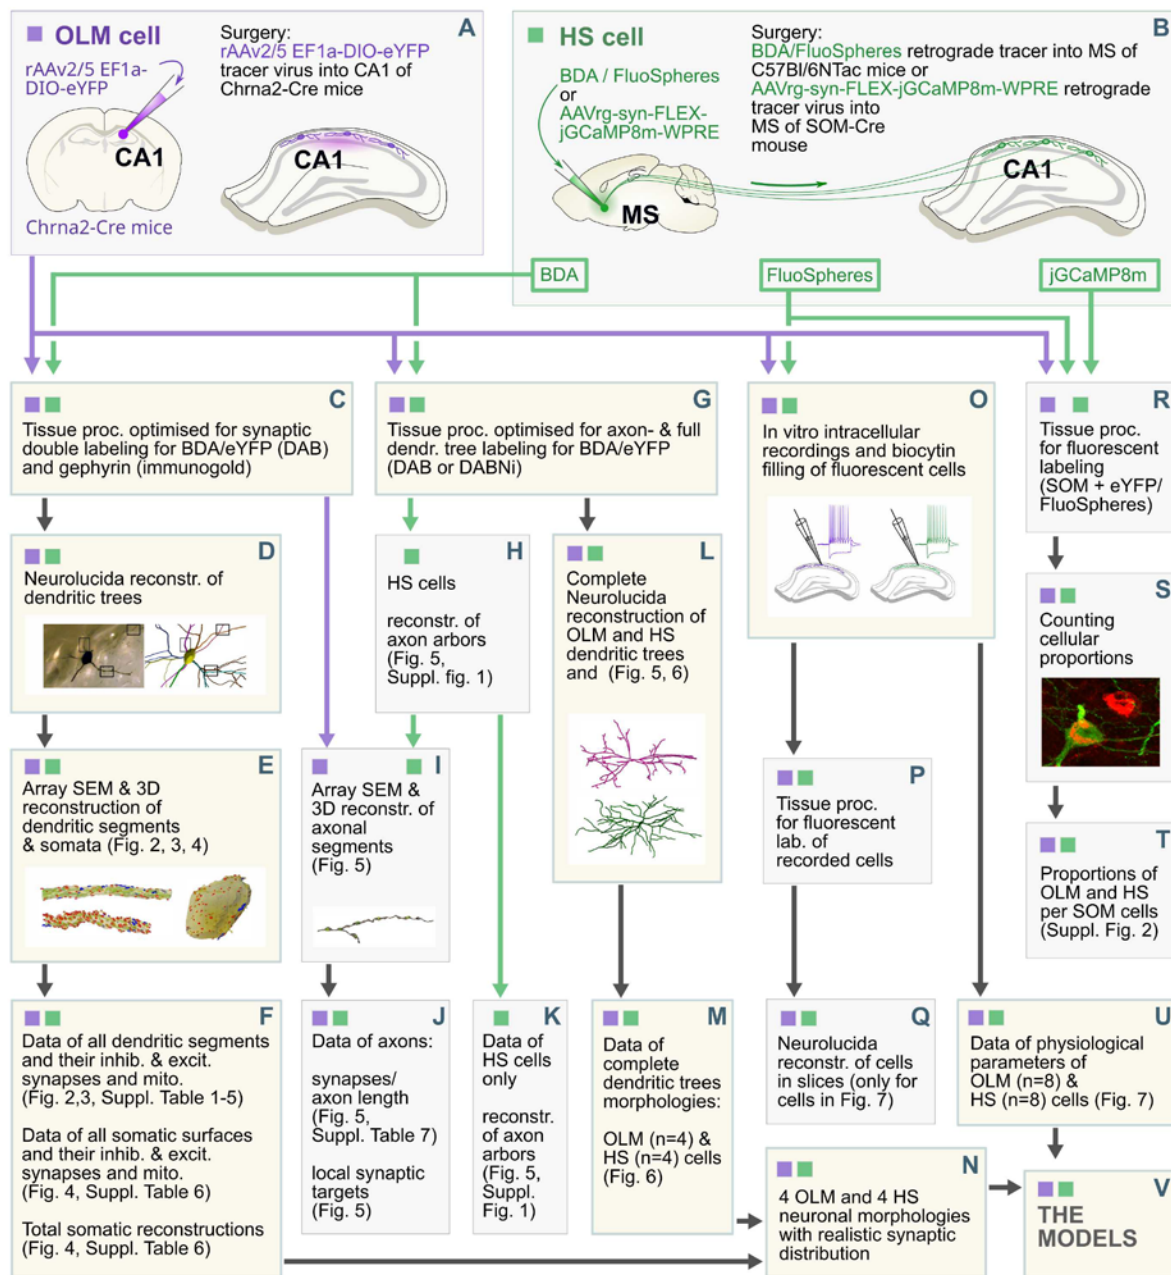 A
OLM cell
rAAv2/5 EF1a-
DIO-eYFP
CA1
Chrna2-Cre mice
Surgery:
rAAv2/5 EF1a-DIO-eYFP
tracer virus into CA1 of
Chrna2-Cre mice
CA1
B
HS cell
BDA / FluoSpheres
or
AAVrg-syn-FLEX-
jGCaMP8m-WPRE
MS
Surgery:
BDA/FluoSpheres retrograde tracer into MS of
C57Bl/6NTac mice or
AAVrg-syn-FLEX-jGCaMP8m-WPRE retrograde
tracer virus into
MS of SOM-Cre
mouse
CA1
BDA
FluoSpheres
jGCaMP8m
C
Tissue proc. optimised for synaptic
double labeling for BDA/eYFP (DAB)
and gephyrin (immunogold)
G
Tissue proc. optimised for axon- & full
dendr. tree labeling for BDA/eYFP
(DAB or DABNi)
O
In vitro intracellular
recordings and biocytin
filling of fluorescent cells
R
Tissue proc.
for fluorescent
labeling
(SOM + eYFP/
FluoSpheres)
D
Neurolucida reconstr. of
dendritic trees
H
HS cells
reconstr. of
axon arbors
(Fig. 5,
Suppl. fig. 1)
L
Complete
Neurolucida
reconstruction of
OLM and HS
dendritic trees
and (Fig. 5, 6)
S
Counting
cellular
proportions
E
Array SEM & 3D
reconstruction of
dendritic segments
& somata (Fig. 2, 3, 4)
I
Array SEM &
3D reconstr. of
axonal
segments
(Fig. 5)
P
Tissue proc.
for fluorescent
lab. of
recorded cells
T
Proportions of
OLM and HS
per SOM cells
(Suppl. Fig. 2)
F
Data of all dendritic segments
and their inhib. & excit.
synapses and mito.
(Fig. 2,3, Suppl. Table 1-5)
Data of all somatic surfaces
and their inhib. & excit.
synapses and mito.
(Fig. 4, Suppl. Table 6)
Total somatic reconstructions
(Fig. 4, Suppl. Table 6)
J
Data of axons:
synapses/
axon length
(Fig. 5,
Suppl. Table 7)
local synaptic
targets
(Fig. 5)
K
Data of
HS cells
only
reconstr.
of axon
arbors
(Fig. 5,
Suppl.
Fig. 1)
M
Data of
complete
dendritic trees
morphologies:
OLM (n=4) &
HS (n=4) cells
(Fig. 6)
Q
Neurolucida
reconstr. of cells
in slices (only for
cells in Fig. 7)
U
Data of physiological
parameters of
OLM (n=8) &
HS (n=8) cells (Fig. 7)
N
4 OLM and 4 HS
neuronal morphologies
with realistic synaptic
distribution
V
THE
MODELS